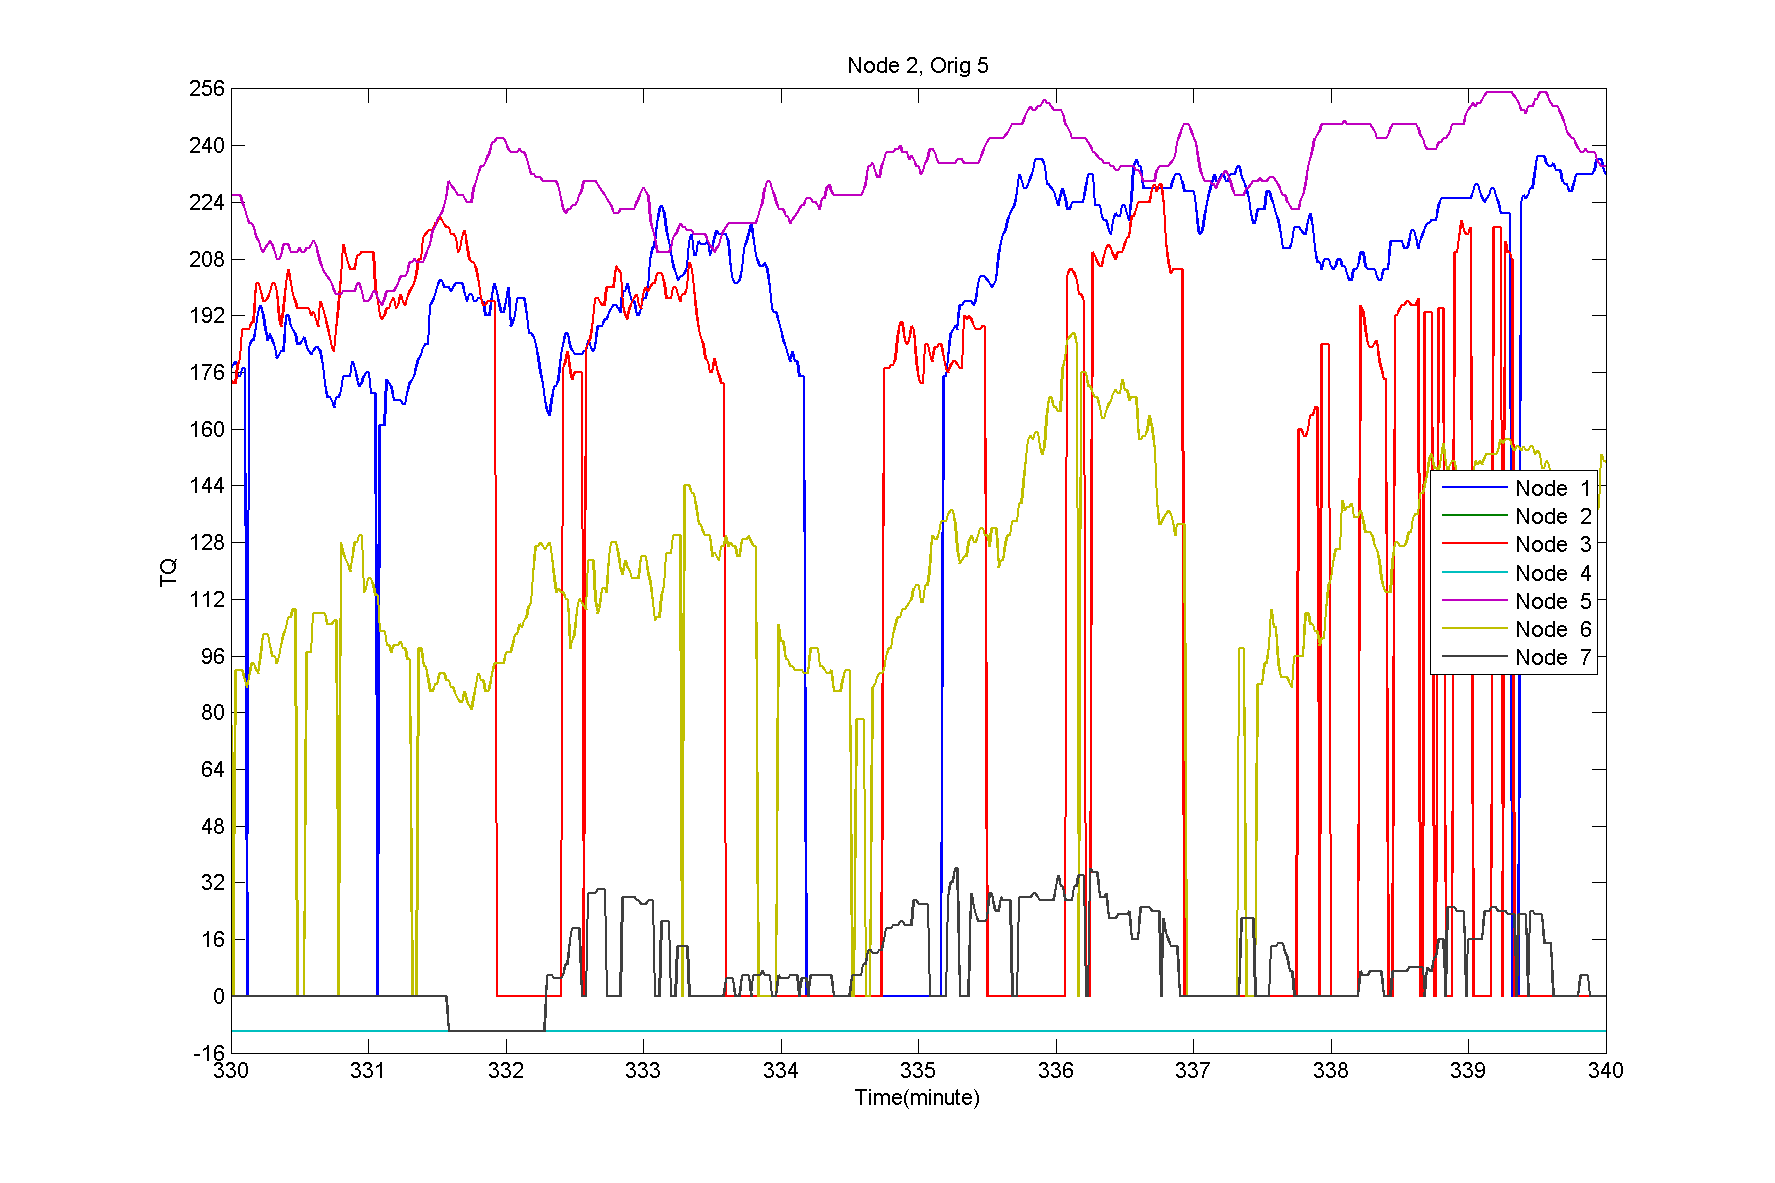 Node 2, Orig 5
256
240
224
208
192
176
160
144
128
112
96
80
64
48
32
16
0
-16
TQ
330 331 332 333 334 335 336 337 338 339 340
Time(minute)
Node 1
Node 2
Node 3
Node 4
Node 5
Node 6
Node 7